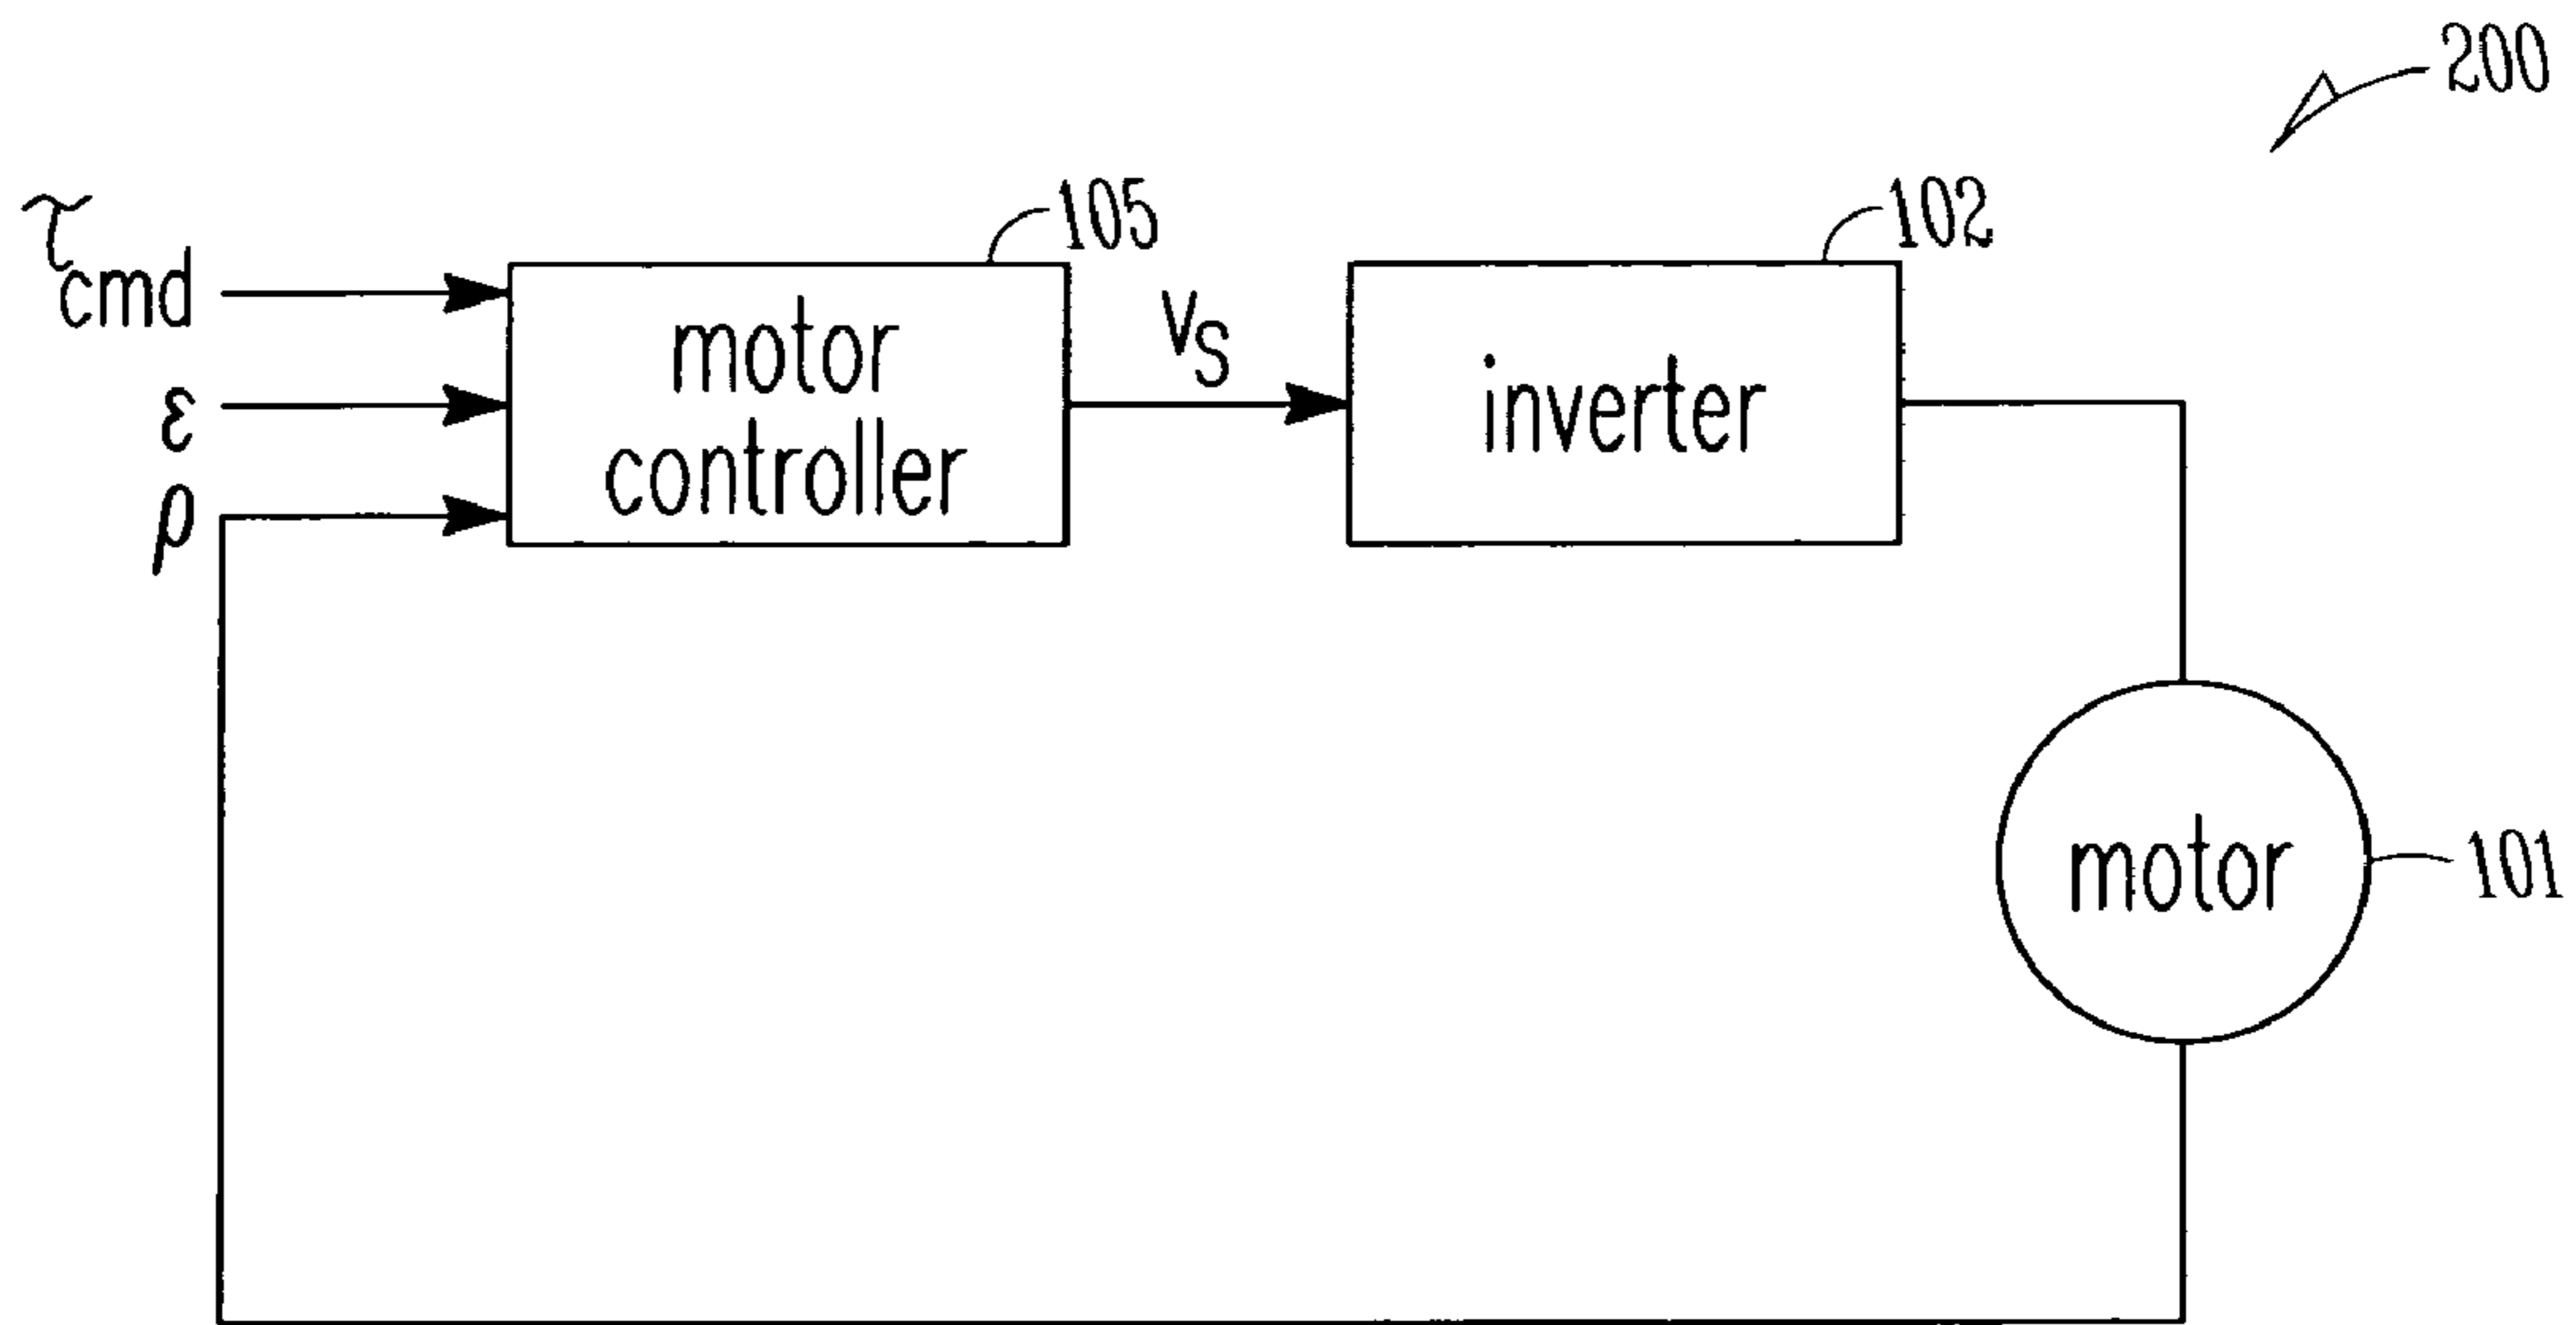 200
τcmd
ε
ρ
105
motor
controller
vS
102
inverter
motor
101